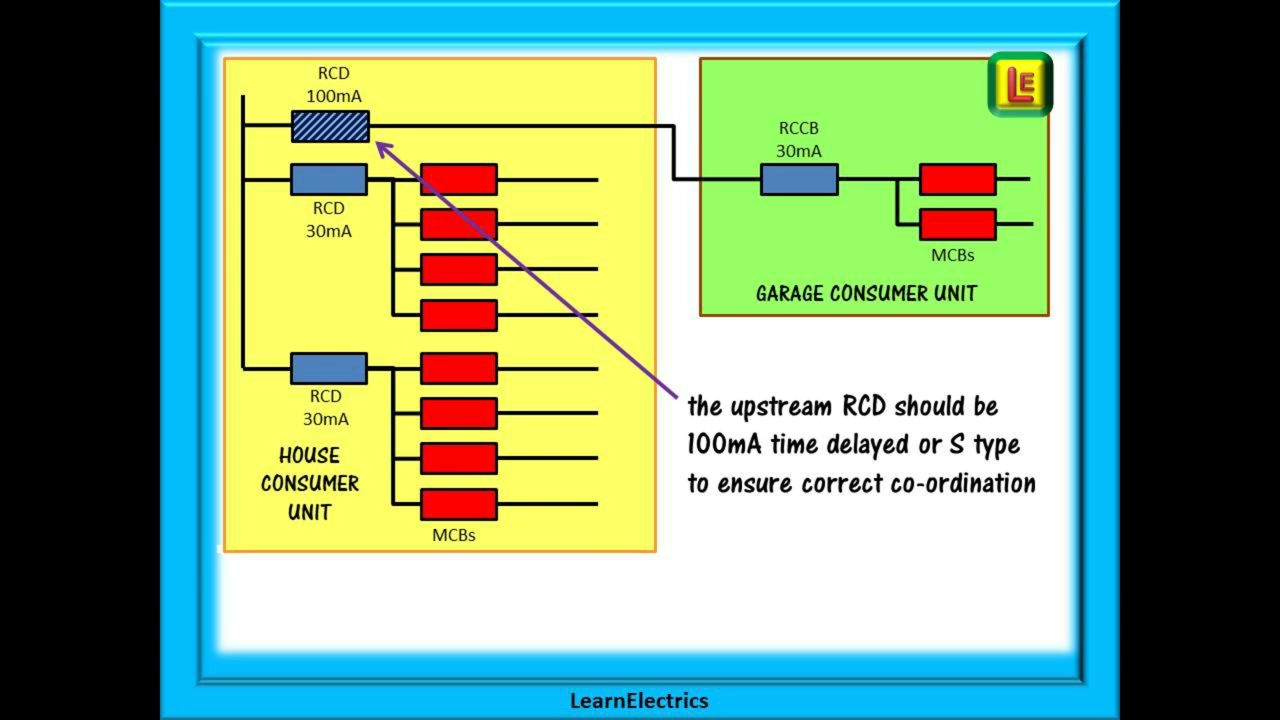 RCD
100mA
RCD
30mA
RCD
30mA
HOUSE
CONSUMER
UNIT
MCBs
LE
RCCB
30mA
MCBs
GARAGE CONSUMER UNIT
the upstream RCD should be
100mA time delayed or S type
to ensure correct co-ordination
LearnElectrics